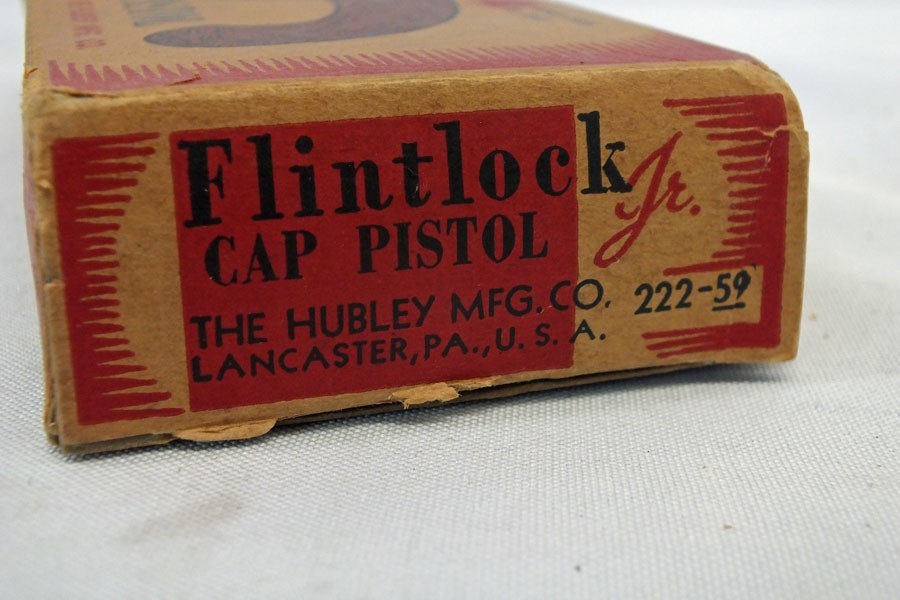 Flintlock Jr.
CAP PISTOL
THE HUBLEY MFG. CO. 222-59
LANCASTER, PA., U. S. A.